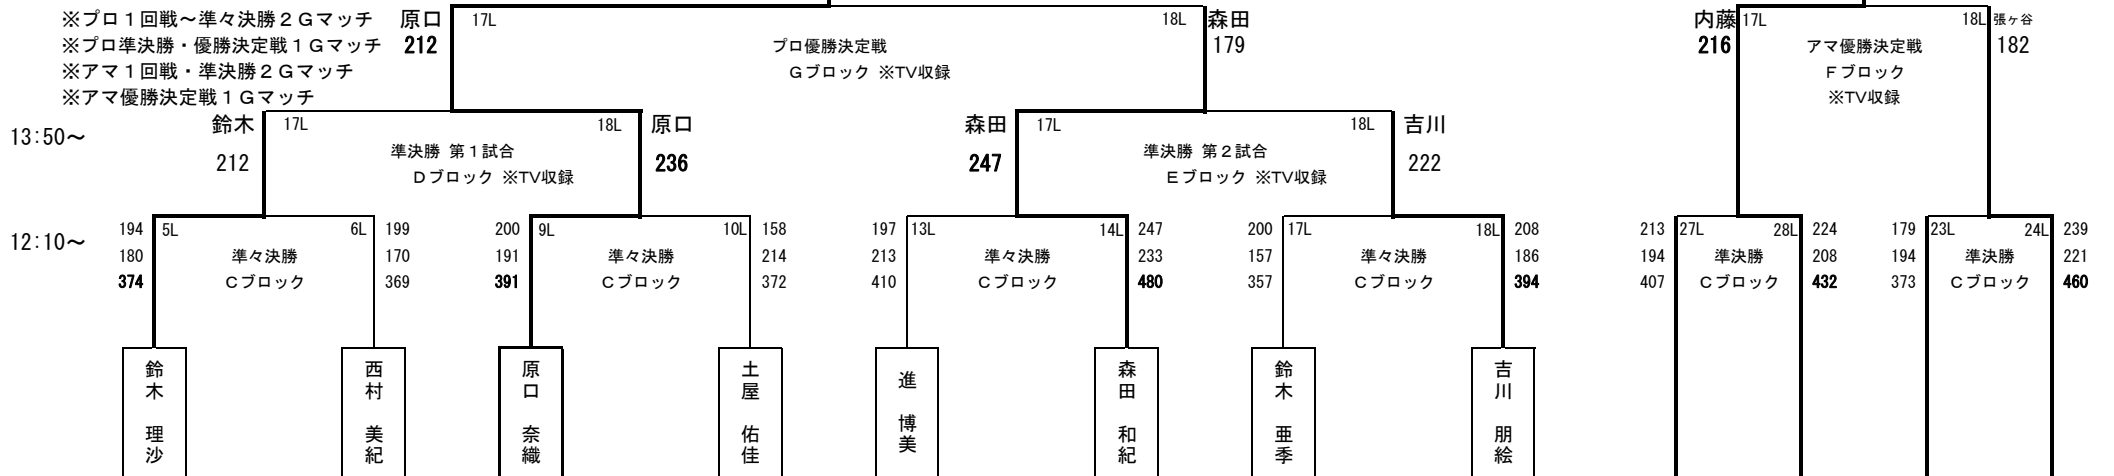 ※プロ１回戦～準々決勝２Ｇマッチ
※プロ準決勝・優勝決定戦１Ｇマッチ
※アマ１回戦・準決勝２Ｇマッチ
※アマ優勝決定戦１Ｇマッチ
原口 17L 18L 森田
212 179
プロ優勝決定戦
Ｇブロック ※TV収録
内藤 17L 18L 張ヶ谷
216 182
アマ優勝決定戦
Ｆブロック
※TV収録
13:50～
鈴木 17L 18L 原口
212 236
準決勝 第１試合
Ｄブロック ※TV収録
森田 17L 18L 吉川
247 222
準決勝 第２試合
Ｅブロック ※TV収録
12:10～
194 5L 6L 199
180 準々決勝 170
374 Ｃブロック 369
200 9L 10L 158
191 準々決勝 214
391 Ｃブロック 372
197 13L 14L 247
213 準々決勝 233
410 Ｃブロック 480
200 17L 18L 208
157 準々決勝 186
357 Ｃブロック 394
213 27L 28L 224
194 準決勝 208
407 Ｃブロック 432
179 23L 24L 239
194 準決勝 221
373 Ｃブロック 460
鈴木 理沙
西村 美紀
原口 奈織
土屋 佑佳
進 博美
森田 和紀
鈴木 亜季
吉川 朋絵